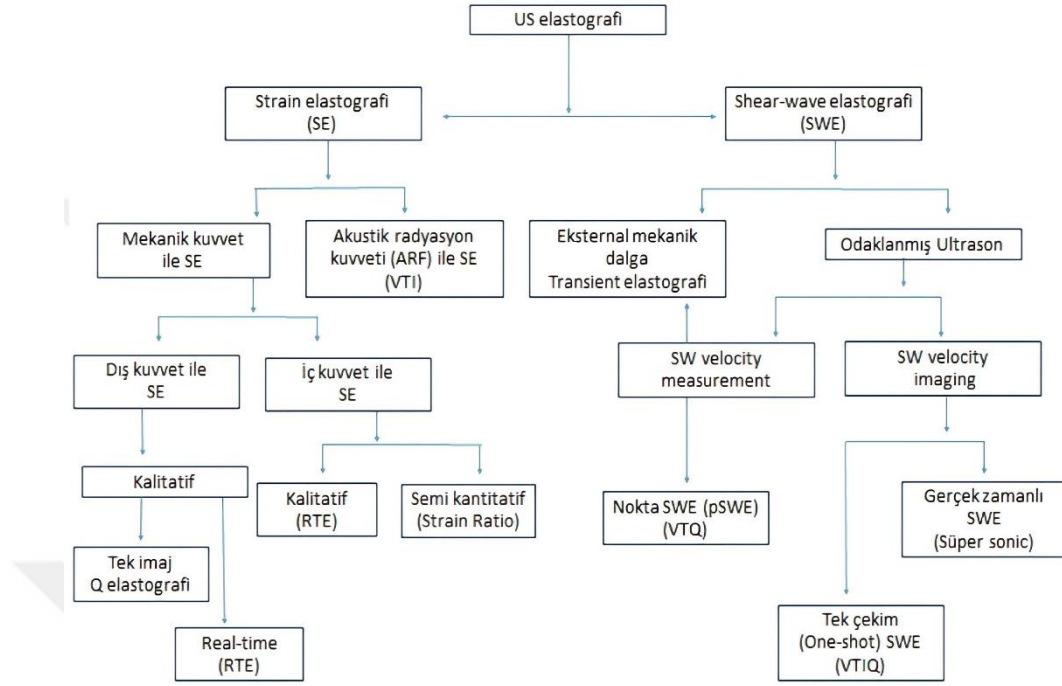 US elastografi
Strain elastografi
(SE)
Shear-wave elastografi
(SWE)
Mekanik kuvvet
ile SE
Akustik radyasyon
kuvveti (ARF) ile SE
(VTI)
Eksternal mekanik
dalga
Transient elastografi
Odaklanmış Ultrason
Dış kuvvet ile
SE
İç kuvvet ile
SE
SW velocity
measurement
SW velocity
imaging
Kalitatif
Kalitatif
(RTE)
Semi kantitatif
(Strain Ratio)
Nokta SWE (pSWE)
(VTQ)
Gerçek zamanlı
SWE
(Süper sonic)
Tek imaj
Q elastografi
Real-time
(RTE)
Tek çekim
(One-shot) SWE
(VTIQ)